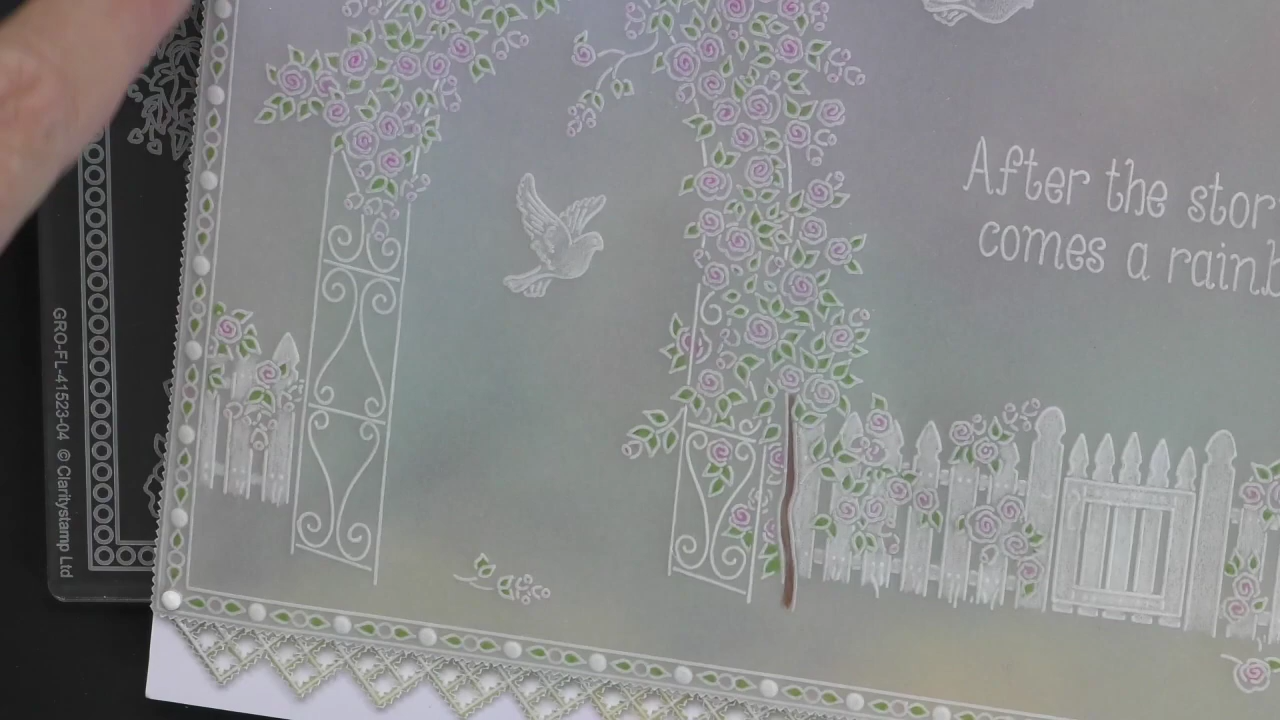 After the stor
comes a rainb
GRO-FL-41523-04 © Claritystamp Ltd